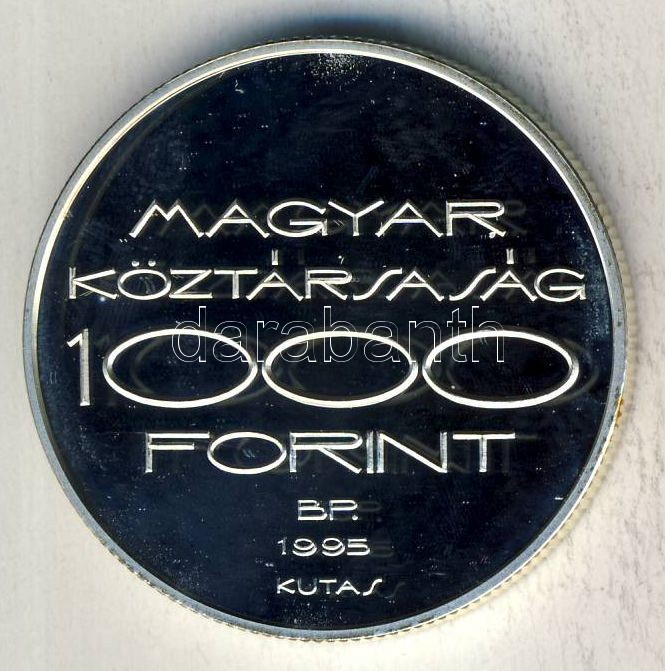 MAGYAR
KÖZTÁRSASÁG
1000
darabanth
FORINT
BP.
1995
KUTAS